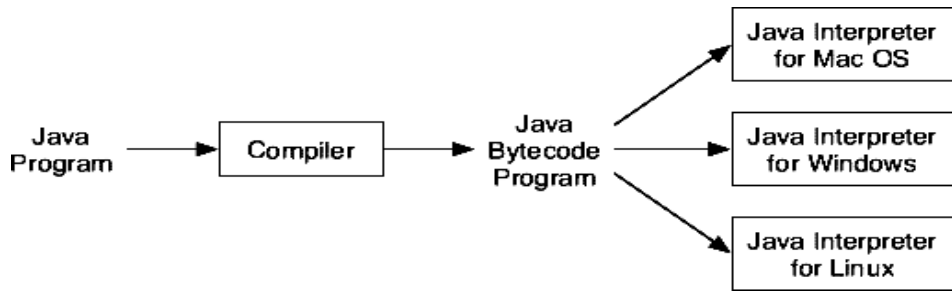 Java
Program
Compiler
Java
Bytecode
Program
Java Interpreter
for Mac OS
Java Interpreter
for Windows
Java Interpreter
for Linux